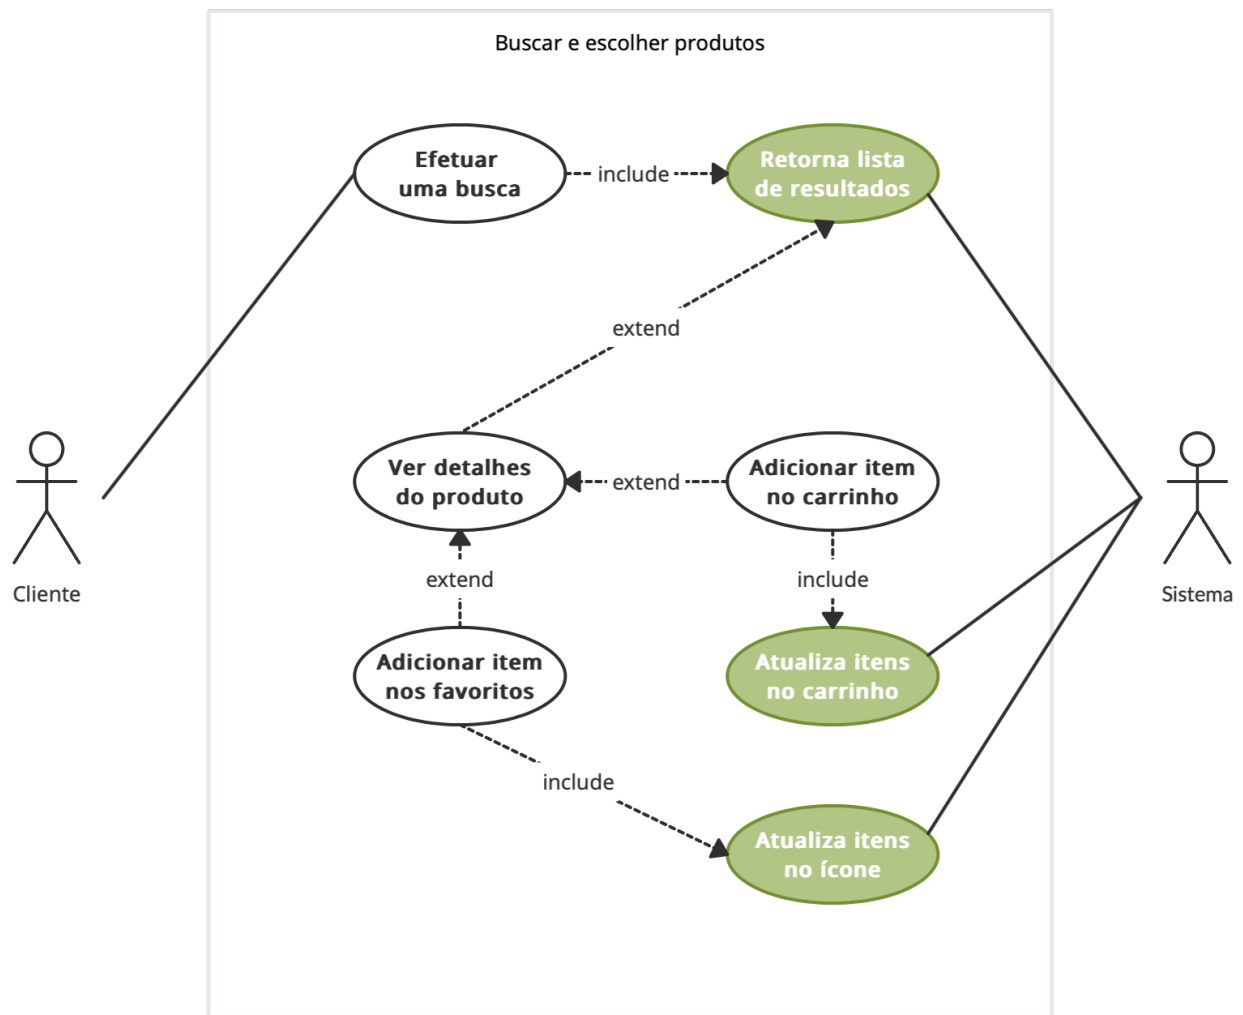 Buscar e escolher produtos
Efetuar
uma busca
include
Retorna lista
de resultados
extend
Ver detalhes
do produto
extend
Adicionar item
no carrinho
extend
include
Cliente
Sistema
Adicionar item
nos favoritos
Atualiza itens
no carrinho
include
Atualiza itens
no ícone